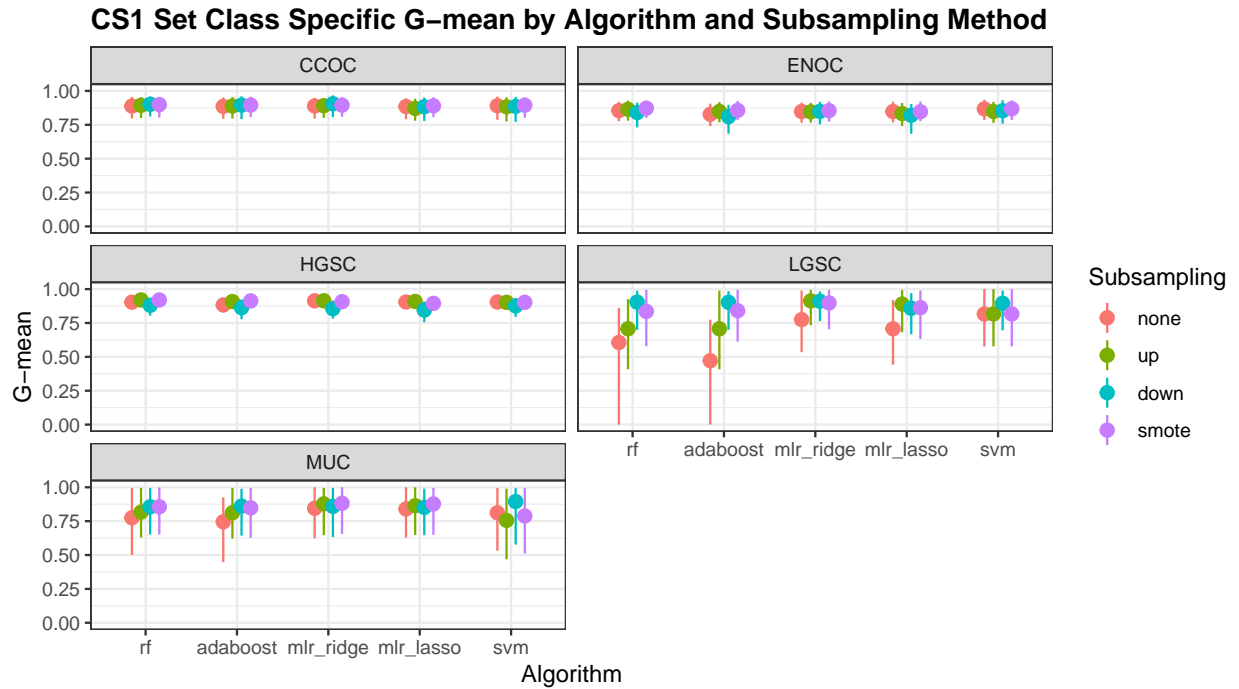 CS1 Set Class Specific G−mean by Algorithm and Subsampling Method
CCOC
ENOC
1.00
0.75
0.50
0.25
0.00
HGSC
LGSC
1.00
0.75
0.50
0.25
0.00
rf adaboost mlr_ridge mlr_lasso svm
MUC
1.00
0.75
0.50
0.25
0.00
rf adaboost mlr_ridge mlr_lasso svm
Algorithm
G−mean
Subsampling
none
up
down
smote